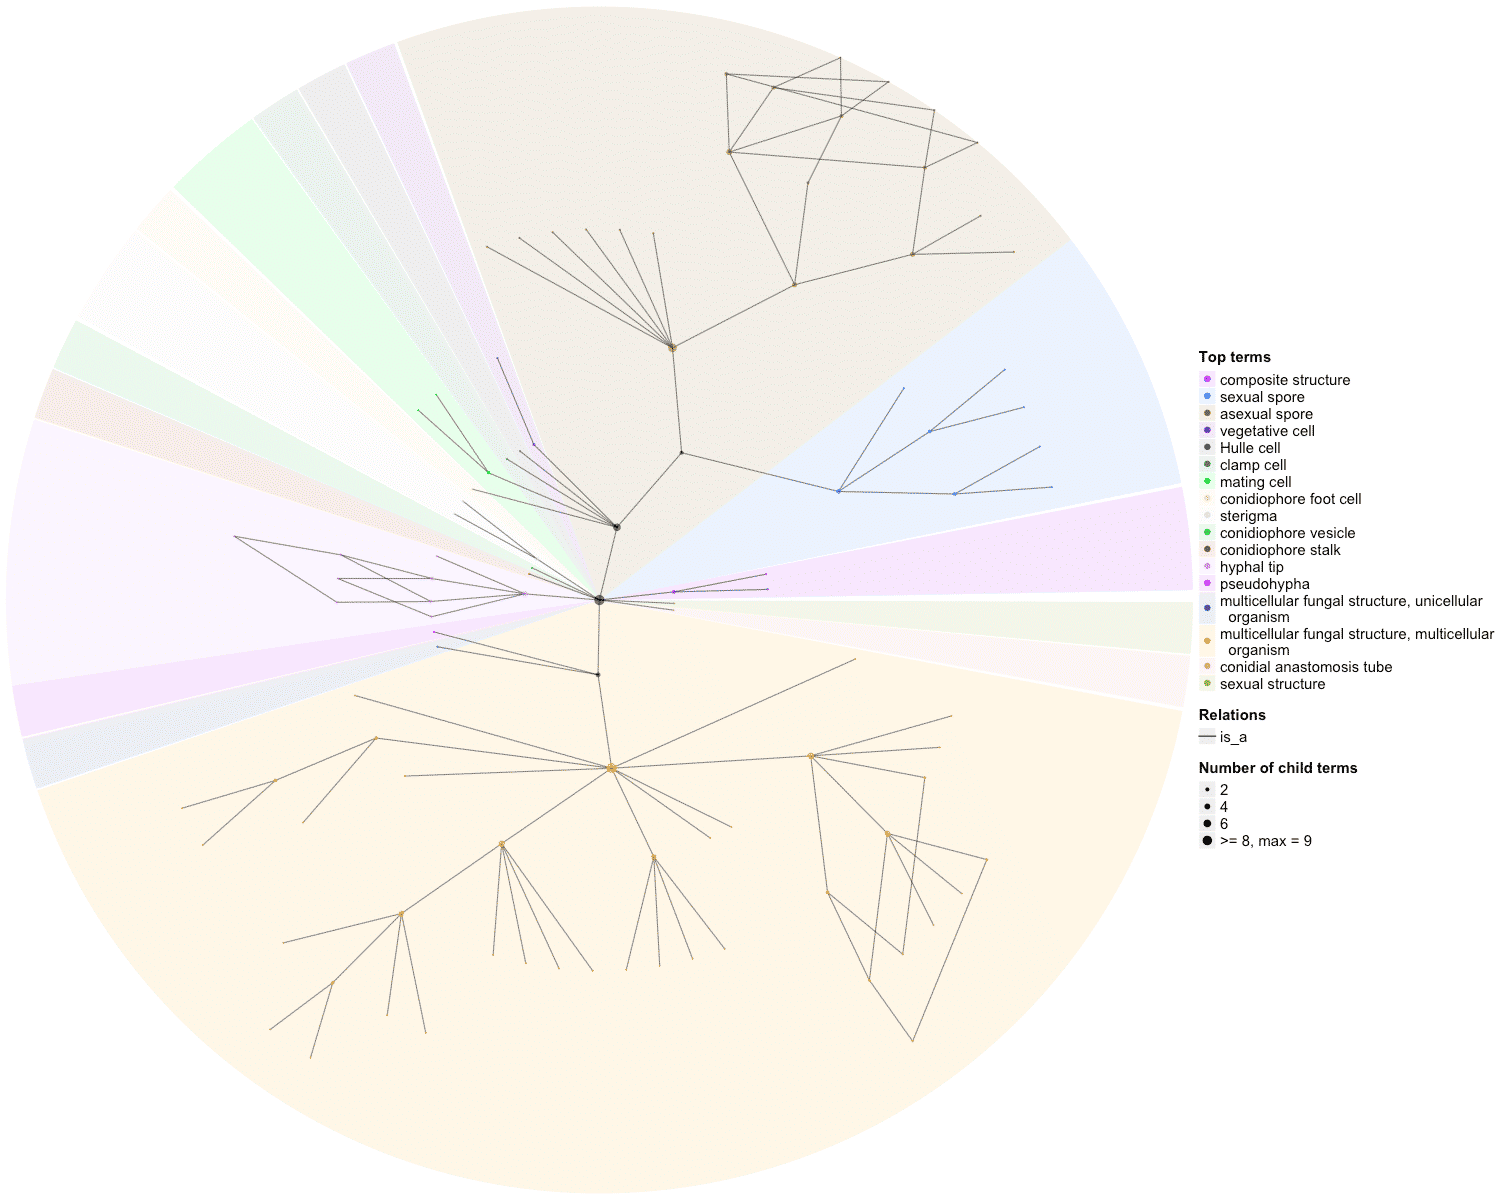 Top terms
composite structure
sexual spore
asexual spore
vegetative cell
Hulle cell
clamp cell
mating cell
conidiophore foot cell
sterigma
conidiophore vesicle
conidiophore stalk
hyphal tip
pseudohypha
multicellular fungal structure, unicellular
organism
multicellular fungal structure, multicellular
organism
conidial anastomosis tube
sexual structure
Relations
is_a
Number of child terms
2
4
6
>= 8, max = 9